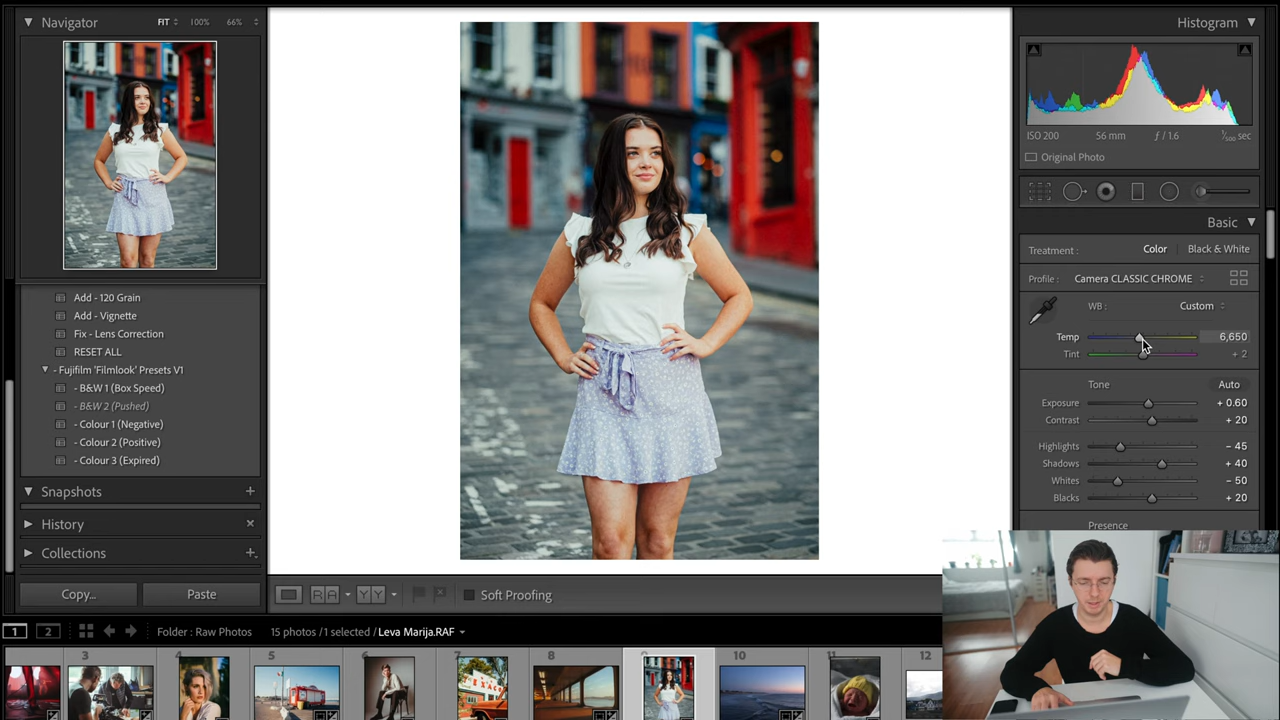 Navigator
FIT
100%
66%
Add - 120 Grain
Add - Vignette
Fix - Lens Correction
RESET ALL
- Fujifilm 'Filmlook' Presets V1
- B&W 1 (Box Speed)
- B&W 2 (Pushed)
- Colour 1 (Negative)
- Colour 2 (Positive)
- Colour 3 (Expired)
Snapshots
History
Collections
Copy...
Paste
Histogram
ISO 200 56 mm ƒ / 1.6 1/500 sec
Original Photo
Basic
Treatment : Color Black & White
Profile : Camera CLASSIC CHROME
WB : Custom
Temp 6,650
Tint + 2
Tone Auto
Exposure + 0.60
Contrast + 20
Highlights - 45
Shadows + 40
Whites - 50
Blacks + 20
Presence
R A Y Y Soft Proofing
1 2 Folder : Raw Photos 15 photos / 1 selected / Leva Marija.RAF
3 4 5 6 7 8 9 10 11 12